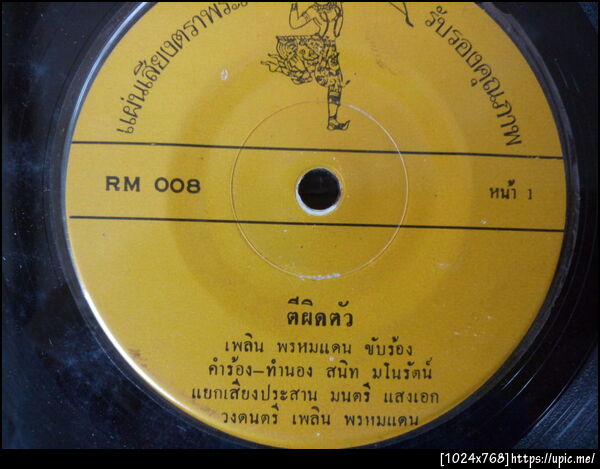 แผ่นเสียงตราพระ
รับรองคุณภาพ
RM 008
หน้า 1
ตีผิดตัว
เพลิน พรหมแดน ขับร้อง
คำร้อง–ทำนอง สนิท มโนรัตน์
แยกเสียงประสาน มนตรี แสงเอก
วงดนตรี เพลิน พรหมแดน
[1024x768]https://upic.me/